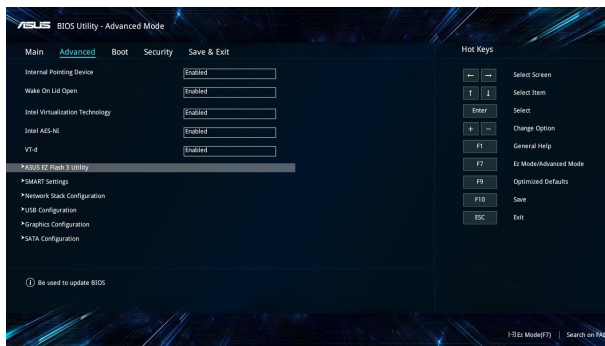 ASUS BIOS Utility - Advanced Mode
Main Advanced Boot Security Save & Exit
Internal Pointing Device Enabled
Wake On Lid Open Enabled
Intel Virtualization Technology Enabled
Intel AES-NI Enabled
VT-d Enabled
ASUS EZ Flash 3 Utility
SMART Settings
Network Stack Configuration
USB Configuration
Graphics Configuration
SATA Configuration
Be used to update BIOS
Hot Keys
← → Select Screen
↑ ↓ Select Item
Enter Select
+ − Change Option
F1 General Help
F7 Ez Mode/Advanced Mode
F9 Optimized Defaults
F10 Save
ESC Exit
Ez Mode(F7) | Search on FA